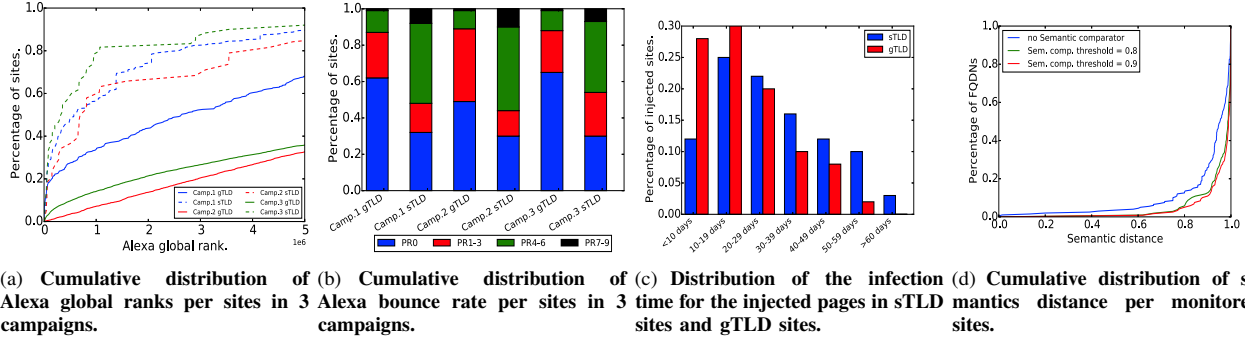 Percentage of sites.
1.0
0.8
0.6
0.4
0.2
0.0
0
1
2
3
4
5
1e6
Alexa global rank.
Camp.1 gTLD
Camp.1 sTLD
Camp.2 gTLD
Camp.2 sTLD
Camp.3 gTLD
Camp.3 sTLD
Percentage of sites.
1.0
0.8
0.6
0.4
0.2
0.0
Camp.1 gTLD
Camp.1 sTLD
Camp.2 gTLD
Camp.2 sTLD
Camp.3 gTLD
Camp.3 sTLD
PR0
PR1-3
PR4-6
PR7-9
Percentage of injected sites.
0.30
0.25
0.20
0.15
0.10
0.05
0.00
sTLD
gTLD
<10 days
10-19 days
20-29 days
30-39 days
40-49 days
50-59 days
>60 days
Percentage of FQDNs
1.0
0.8
0.6
0.4
0.2
0.0
no Semantic comparator
Sem. comp. threshold = 0.8
Sem. comp. threshold = 0.9
0.0
0.2
0.4
0.6
0.8
1.0
Semantic distance
(a) Cumulative distribution of
Alexa global ranks per sites in 3
campaigns.
(b) Cumulative distribution of
Alexa bounce rate per sites in 3
campaigns.
(c) Distribution of the infection
time for the injected pages in sTLD
sites and gTLD sites.
(d) Cumulative distribution of s
mantics distance per monitore
sites.